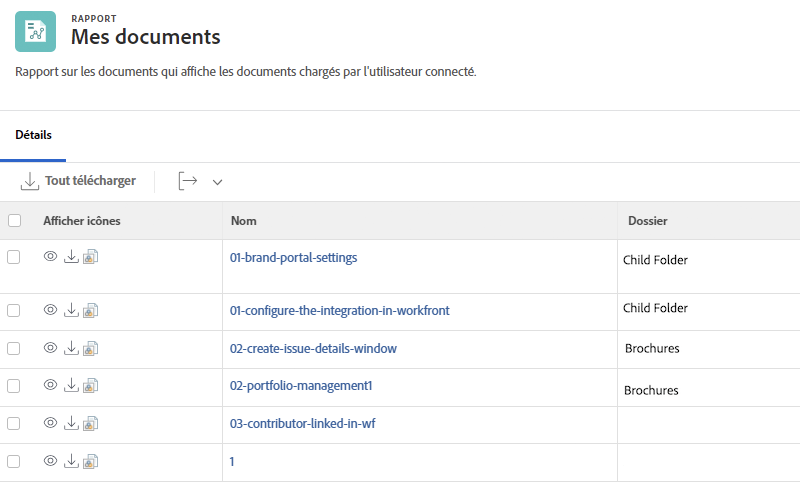 RAPPORT
Mes documents
Rapport sur les documents qui affiche les documents chargés par l'utilisateur connecté.
Détails
Tout télécharger
Afficher icônes Nom Dossier
01-brand-portal-settings Child Folder
01-configure-the-integration-in-workfront Child Folder
02-create-issue-details-window Brochures
02-portfolio-management1 Brochures
03-contributor-linked-in-wf
1